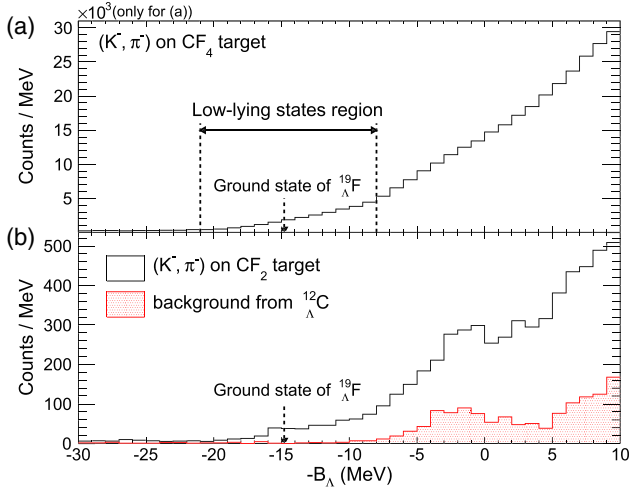 ×10³(only for (a))
(a)
(K⁻, π⁻) on CF₄ target
Low-lying states region
Ground state of ¹⁹ΛF
Counts / MeV
30
25
20
15
10
5
(b)
(K⁻, π⁻) on CF₂ target
background from ¹²ΛC
Ground state of ¹⁹ΛF
Counts / MeV
500
400
300
200
100
0
-30 -25 -20 -15 -10 -5 0 5 10
-BΛ (MeV)